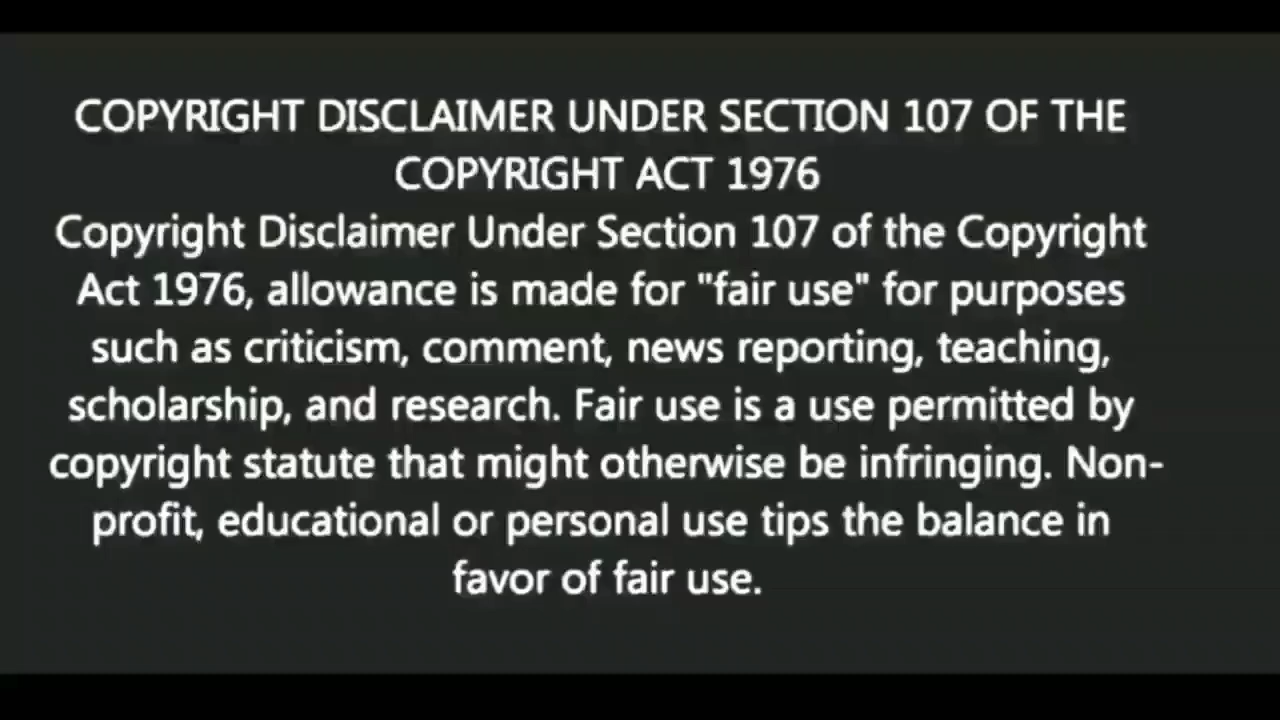 COPYRIGHT DISCLAIMER UNDER SECTION 107 OF THE
COPYRIGHT ACT 1976
Copyright Disclaimer Under Section 107 of the Copyright
Act 1976, allowance is made for "fair use" for purposes
such as criticism, comment, news reporting, teaching,
scholarship, and research. Fair use is a use permitted by
copyright statute that might otherwise be infringing. Non-
profit, educational or personal use tips the balance in
favor of fair use.